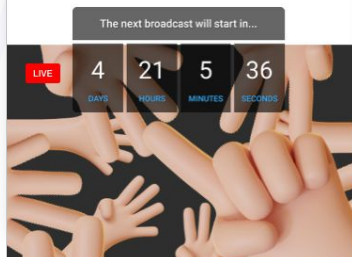 The next broadcast will start in...
LIVE
4 21 5 36
DAYS HOURS MINUTES SECONDS